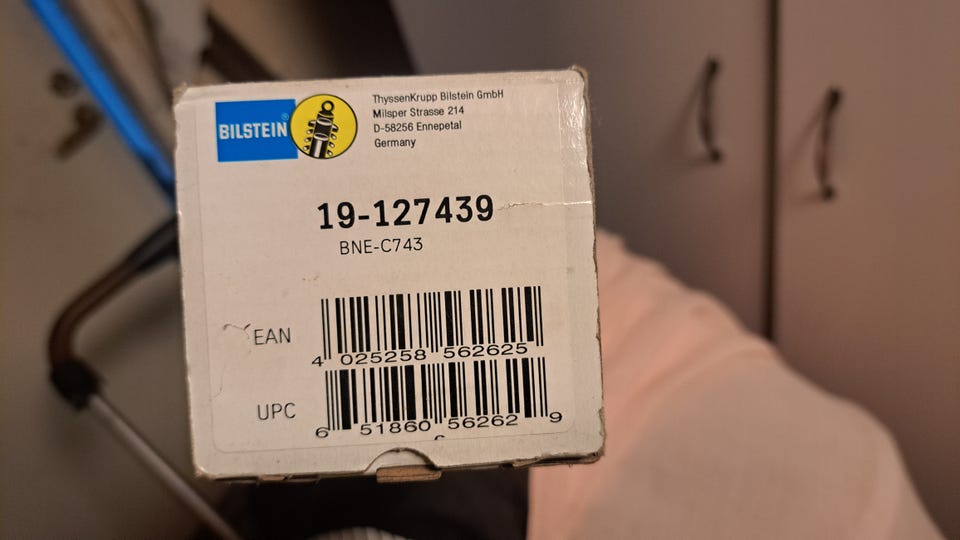 BILSTEIN®
ThyssenKrupp Bilstein GmbH
Milsper Strasse 214
D-58256 Ennepetal
Germany
19-127439
BNE-C743
EAN
4 025258 562625
UPC
6 51860 56262 9